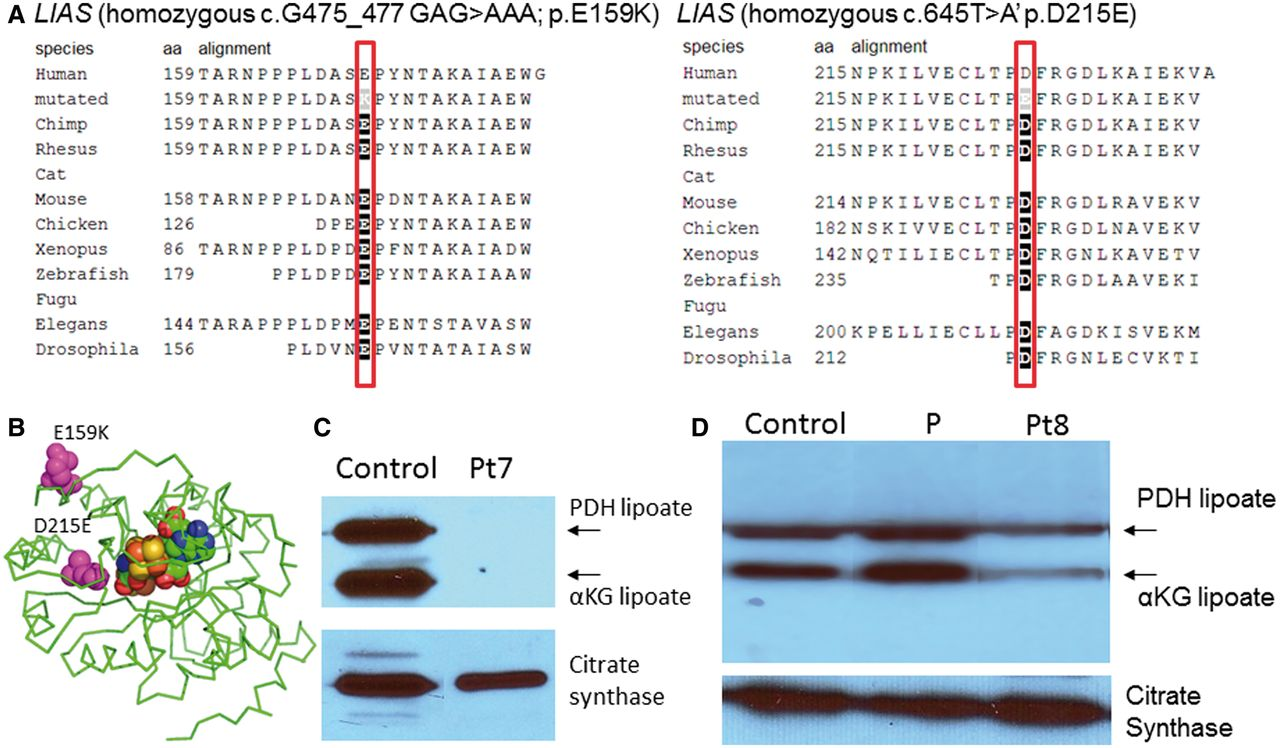 A LIAS (homozygous c.G475_477 GAG>AAA; p.E159K) LIAS (homozygous c.645T>A' p.D215E)
species aa alignment
Human 159 TARNPPPLDASEPYNTAKAIAEWG
mutated 159 TARNPPPLDASKPYNTAKAIAEW
Chimp 159 TARNPPPLDASEPYNTAKAIAEW
Rhesus 159 TARNPPPLDASEPYNTAKAIAEW
Cat
Mouse 158 TARNPPPLDANEPDNTAKAIAEW
Chicken 126 DPEEPYNTAKAIAEW
Xenopus 86 TARNPPPLDPDEPFNTAKAIADW
Zebrafish 179 PPLDPDEPYNTAKAIAAW
Fugu
Elegans 144 TARAPPPLDPMEPENTSTAVASW
Drosophila 156 PLDVNEPVNTATAIASW
species aa alignment
Human 215 NPKILVECLTPDFRGDLKAIEKVA
mutated 215 NPKILVECLTPEFRGDLKAIEKV
Chimp 215 NPKILVECLTPDFRGDLKAIEKV
Rhesus 215 NPKILVECLTPDFRGDLKAIEKV
Cat
Mouse 214 NPKILVECLTPDFRGDLRAVEKV
Chicken 182 NSKIVVECLTPDFRGDLNAVEKV
Xenopus 142 NQTILIECLTPDFRGNLKAVETV
Zebrafish 235 TPDFRGDLAAVEKI
Fugu
Elegans 200 KPELLIECLLPDFAGDKISVEKM
Drosophila 212 PDFRGNLECVKTI
B
E159K
D215E
C
Control Pt7
PDH lipoate
αKG lipoate
Citrate
synthase
D
Control P Pt8
PDH lipoate
αKG lipoate
Citrate
Synthase